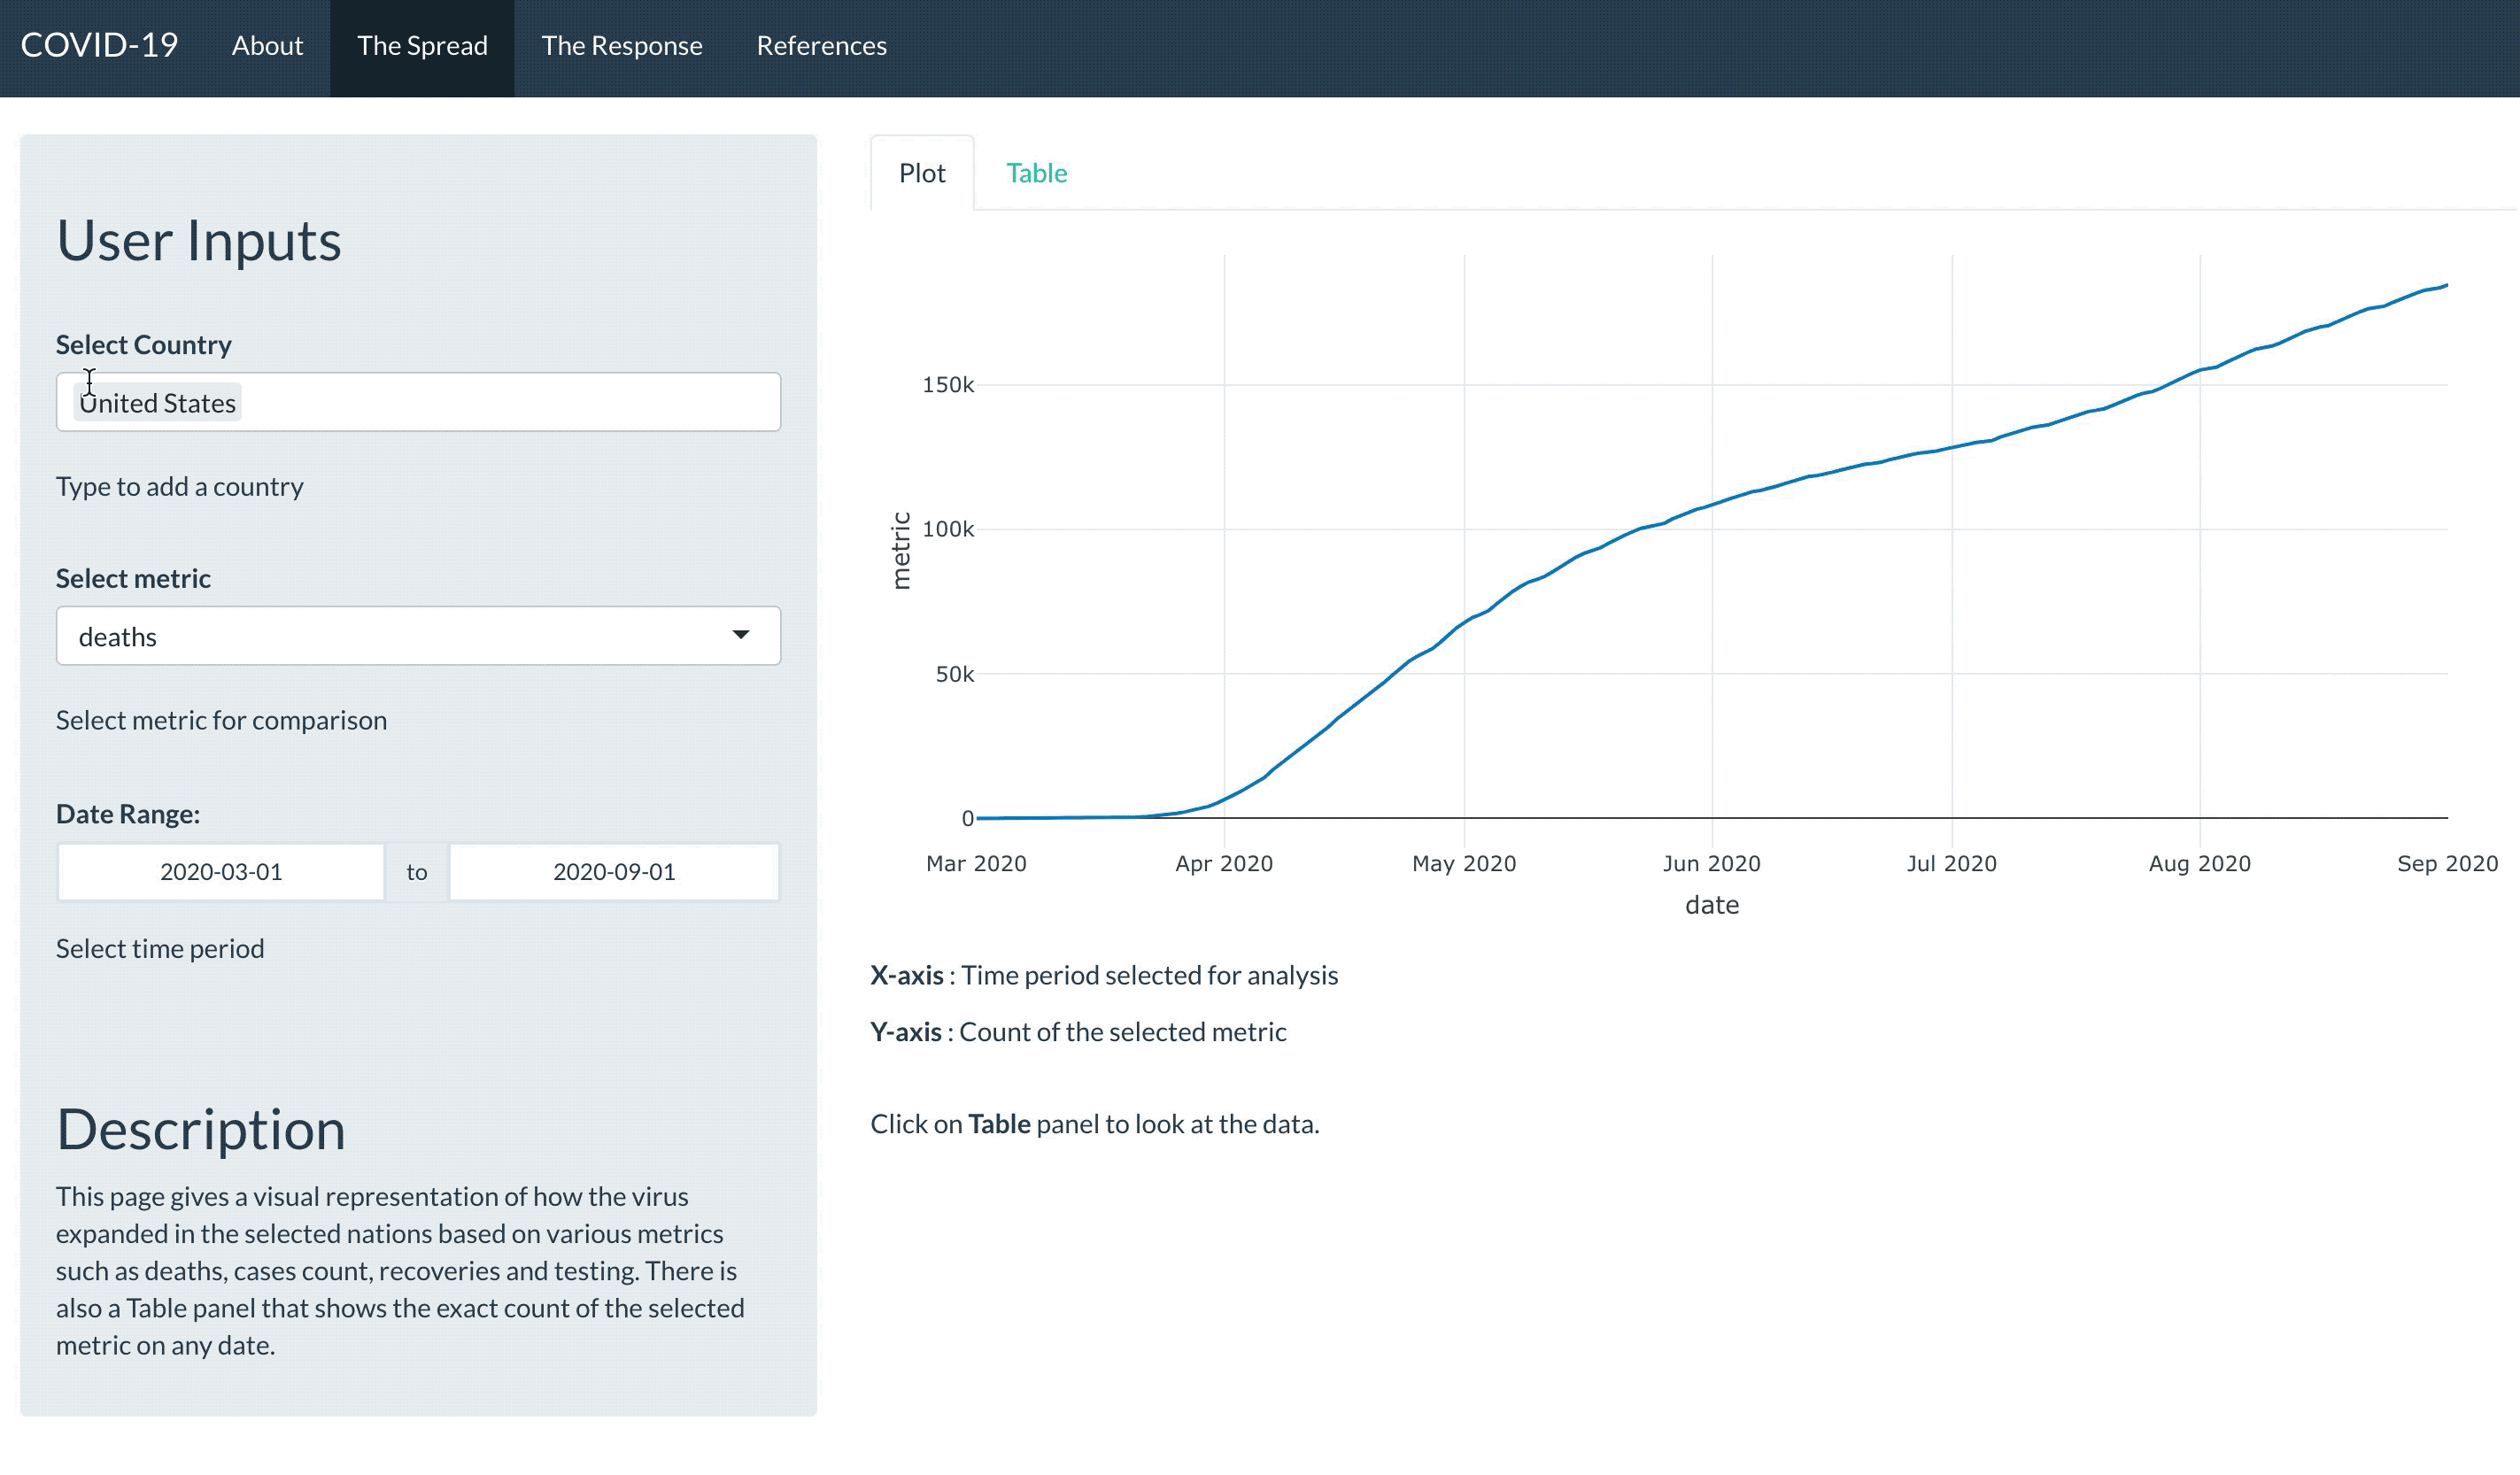 COVID-19 About The Spread The Response References
User Inputs
Select Country
United States
Type to add a country
Select metric
deaths
Select metric for comparison
Date Range:
2020-03-01 to 2020-09-01
Select time period
Description
This page gives a visual representation of how the virus
expanded in the selected nations based on various metrics
such as deaths, cases count, recoveries and testing. There is
also a Table panel that shows the exact count of the selected
metric on any date.
Plot Table
metric
150k
100k
50k
0
Mar 2020 Apr 2020 May 2020 Jun 2020 Jul 2020 Aug 2020 Sep 2020
date
X-axis : Time period selected for analysis
Y-axis : Count of the selected metric
Click on Table panel to look at the data.